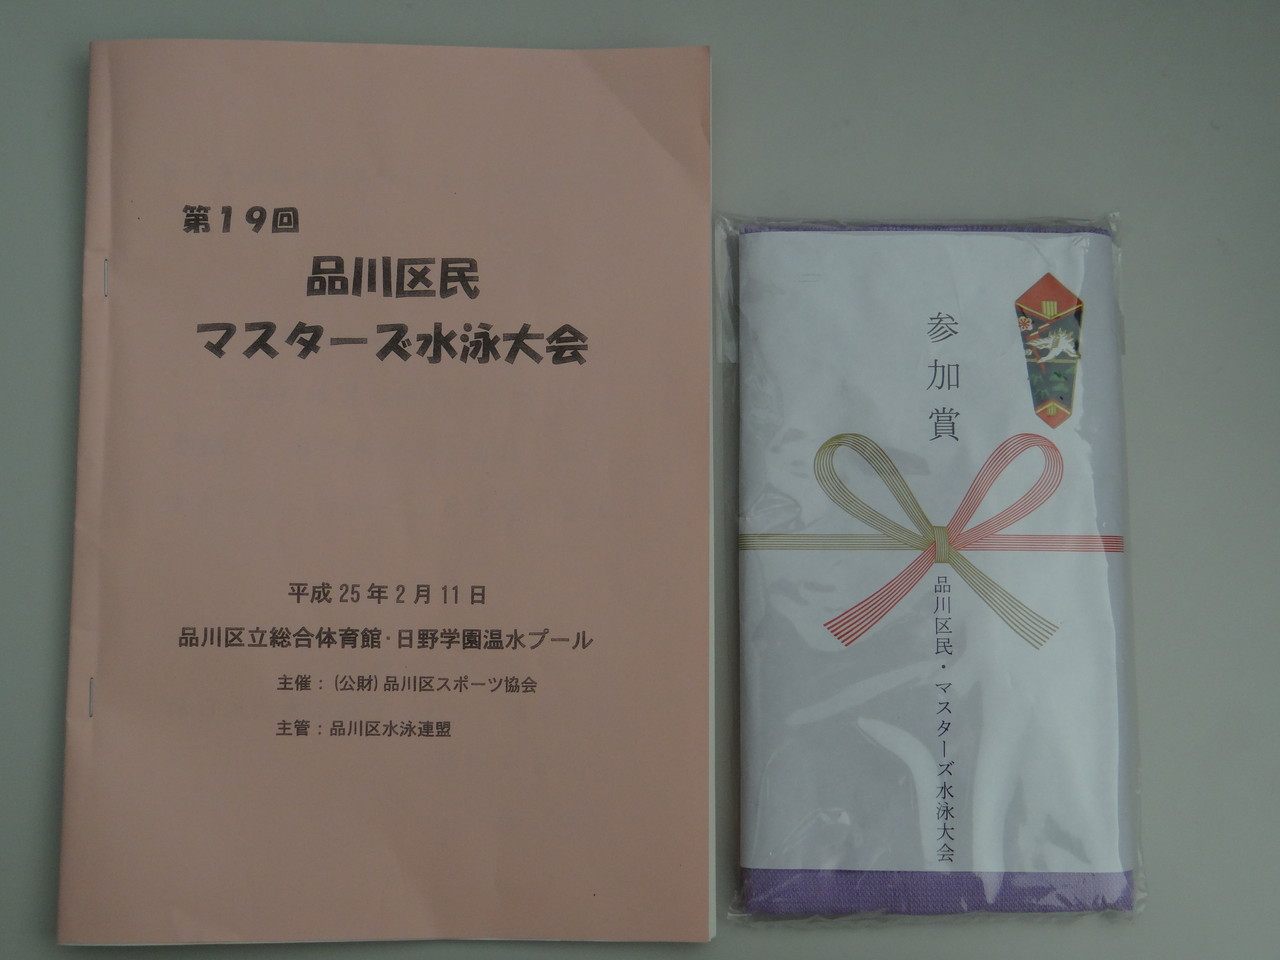 第19回
品川区民
マスターズ水泳大会
平成25年2月11日
品川区立総合体育館・日野学園温水プール
主催：(公財)品川区スポーツ協会
主管：品川区水泳連盟
参加賞
品川区民・マスターズ水泳大会